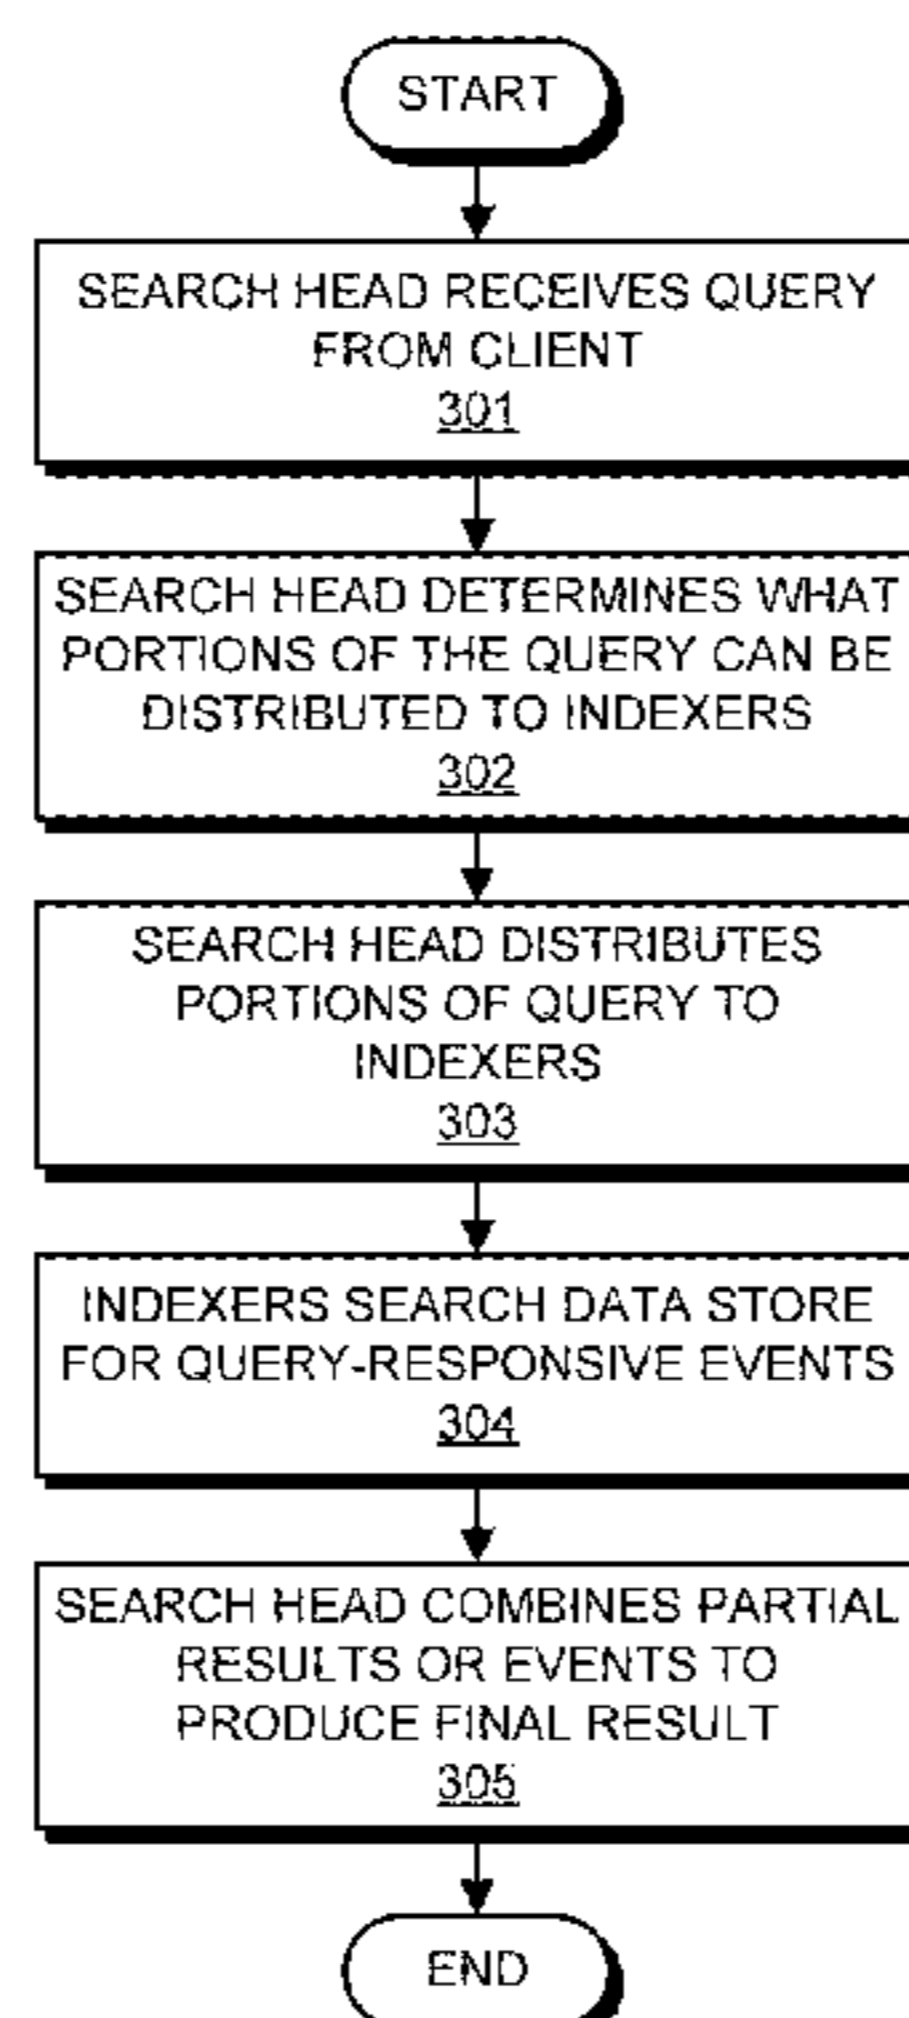 START
SEARCH HEAD RECEIVES QUERY
FROM CLIENT
301
SEARCH HEAD DETERMINES WHAT
PORTIONS OF THE QUERY CAN BE
DISTRIBUTED TO INDEXERS
302
SEARCH HEAD DISTRIBUTES
PORTIONS OF QUERY TO
INDEXERS
303
INDEXERS SEARCH DATA STORE
FOR QUERY-RESPONSIVE EVENTS
304
SEARCH HEAD COMBINES PARTIAL
RESULTS OR EVENTS TO
PRODUCE FINAL RESULT
305
END